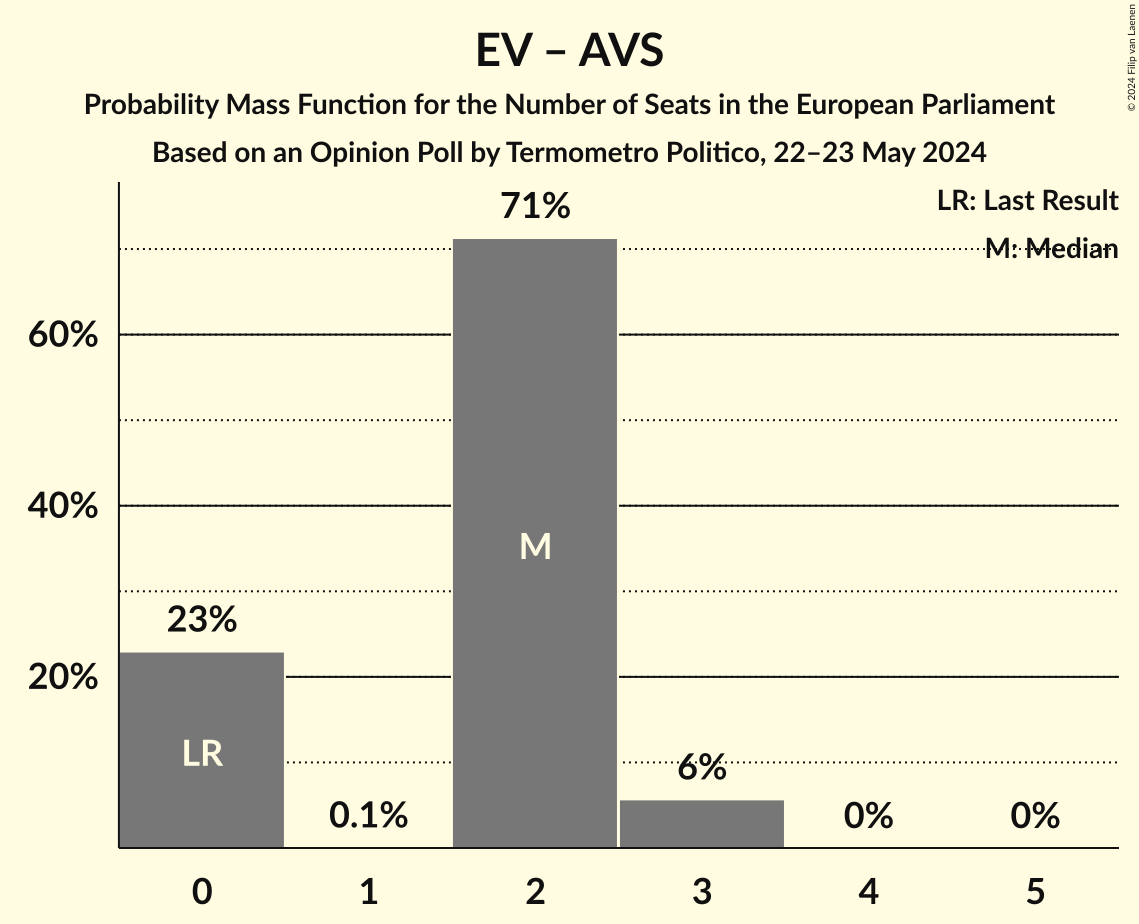 EV – AVS
Probability Mass Function for the Number of Seats in the European Parliament
Based on an Opinion Poll by Termometro Politico, 22–23 May 2024
© 2024 Filip van Laenen
LR: Last Result
M: Median
71%
60%
40%
M
23%
20%
LR
6%
0.1%
0%
0%
0
1
2
3
4
5